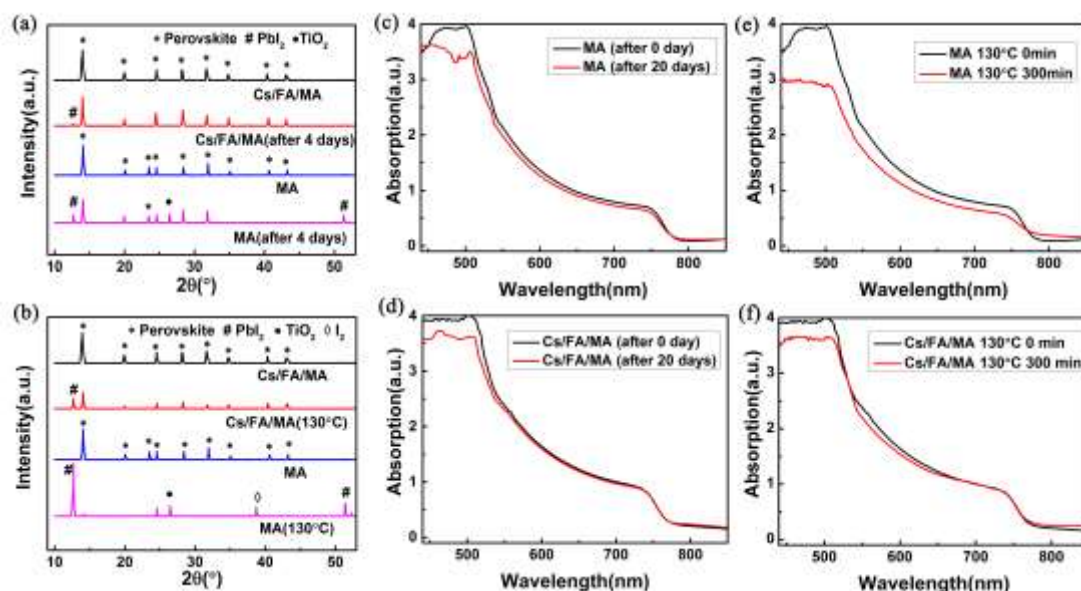 (a)
* Perovskite # PbI₂ •TiO₂
*
*
*
*
*
*
*
*
Cs/FA/MA
#
Cs/FA/MA(after 4 days)
*
*
*
*
*
*
*
*
*
MA
#
*
•
#
MA(after 4 days)
Intensity(a.u.)
10 20 30 40 50
2θ(°)
(b)
* Perovskite # PbI₂ • TiO₂ ◊ I₂
*
*
*
*
*
*
*
*
Cs/FA/MA
#
Cs/FA/MA(130°C)
*
*
*
*
*
*
*
*
*
MA
#
•
◊
#
MA(130°C)
Intensity(a.u.)
10 20 30 40 50
2θ(°)
(c)
MA (after 0 day)
MA (after 20 days)
Absorption(a.u.)
4
3
2
1
0
500 600 700 800
Wavelength(nm)
(d)
Cs/FA/MA (after 0 day)
Cs/FA/MA (after 20 days)
Absorption(a.u.)
4
3
2
1
0
500 600 700 800
Wavelength(nm)
(e)
MA 130°C 0min
MA 130°C 300min
Absorption(a.u.)
4
3
2
1
0
500 600 700 800
Wavelength(nm)
(f)
Cs/FA/MA 130°C 0 min
Cs/FA/MA 130°C 300 min
Absorption(a.u.)
4
3
2
1
0
500 600 700 800
Wavelength(nm)